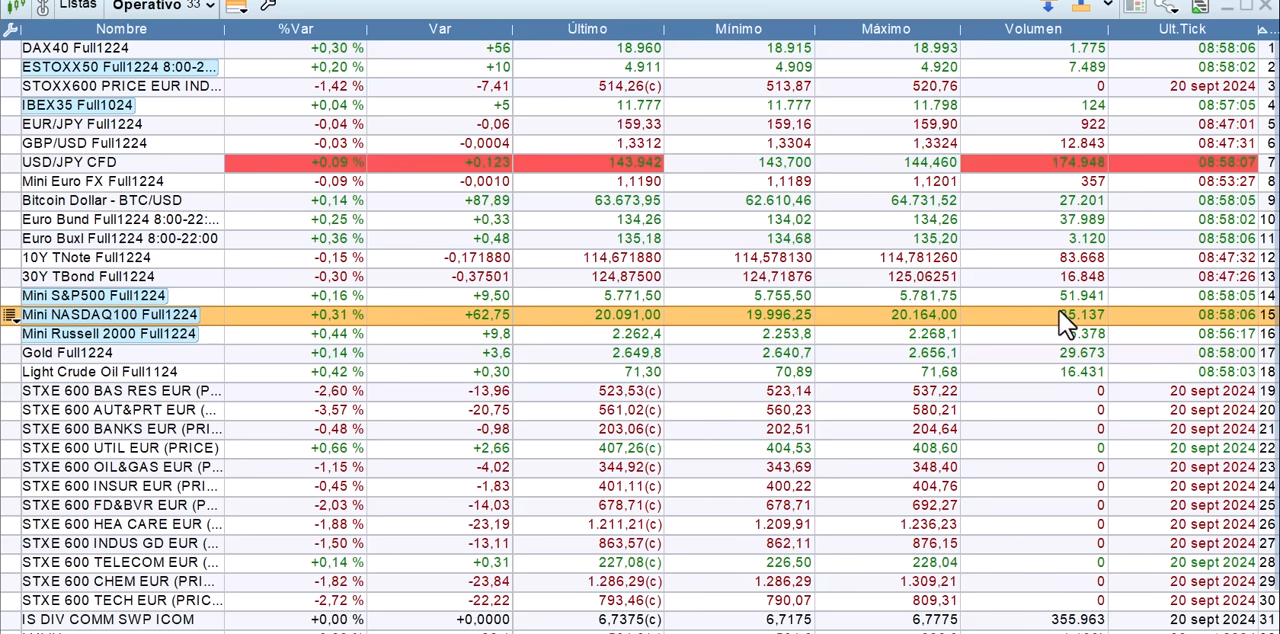 Listas Operativo 33
Nombre %Var Var Último Mínimo Máximo Volumen Ult.Tick
DAX40 Full1224 +0,30 % +56 18.960 18.915 18.993 1.775 08:58:06 1
ESTOXX50 Full1224 8:00-2... +0,20 % +10 4.911 4.909 4.920 7.489 08:58:02 2
STOXX600 PRICE EUR IND... -1,42 % -7,41 514,26(c) 513,87 520,76 0 20 sept 2024 3
IBEX35 Full1024 +0,04 % +5 11.777 11.777 11.798 124 08:57:05 4
EUR/JPY Full1224 -0,04 % -0,06 159,33 159,16 159,90 922 08:47:01 5
GBP/USD Full1224 -0,03 % -0,0004 1,3312 1,3304 1,3324 12.843 08:47:31 6
USD/JPY CFD +0,09 % +0,123 143,942 143,700 144,460 174.948 08:58:07 7
Mini Euro FX Full1224 -0,09 % -0,0010 1,1190 1,1189 1,1201 357 08:53:27 8
Bitcoin Dollar - BTC/USD +0,14 % +87,89 63.673,95 62.610,46 64.731,52 27.201 08:58:05 9
Euro Bund Full1224 8:00-22:... +0,25 % +0,33 134,26 134,02 134,26 37.989 08:58:02 10
Euro Buxl Full1224 8:00-22:00 +0,36 % +0,48 135,18 134,68 135,20 3.120 08:58:06 11
10Y TNote Full1224 -0,15 % -0,171880 114,671880 114,578130 114,781260 83.668 08:47:32 12
30Y TBond Full1224 -0,30 % -0,37501 124,87500 124,71876 125,06251 16.848 08:47:26 13
Mini S&P500 Full1224 +0,16 % +9,50 5.771,50 5.755,50 5.781,75 51.941 08:58:05 14
Mini NASDAQ100 Full1224 +0,31 % +62,75 20.091,00 19.996,25 20.164,00 08:58:06 15
Mini Russell 2000 Full1224 +0,44 % +9,8 2.262,4 2.253,8 2.268,1 08:56:17 16
Gold Full1224 +0,14 % +3,6 2.649,8 2.640,7 2.656,1 29.673 08:58:00 17
Light Crude Oil Full1124 +0,42 % +0,30 71,30 70,89 71,68 16.431 08:58:03 18
STXE 600 BAS RES EUR (P... -2,60 % -13,96 523,53(c) 523,14 537,22 0 20 sept 2024 19
STXE 600 AUT&PRT EUR (... -3,57 % -20,75 561,02(c) 560,23 580,21 0 20 sept 2024 20
STXE 600 BANKS EUR (PRI... -0,48 % -0,98 203,06(c) 202,51 204,64 0 20 sept 2024 21
STXE 600 UTIL EUR (PRICE) +0,66 % +2,66 407,26(c) 404,53 408,60 0 20 sept 2024 22
STXE 600 OIL&GAS EUR (P... -1,15 % -4,02 344,92(c) 343,69 348,40 0 20 sept 2024 23
STXE 600 INSUR EUR (PRI... -0,45 % -1,83 401,11(c) 400,22 404,76 0 20 sept 2024 24
STXE 600 FD&BVR EUR (PRI... -2,03 % -14,03 678,71(c) 678,71 692,27 0 20 sept 2024 25
STXE 600 HEA CARE EUR (... -1,88 % -23,19 1.211,21(c) 1.209,91 1.236,23 0 20 sept 2024 26
STXE 600 INDUS GD EUR (... -1,50 % -13,11 863,57(c) 862,11 876,15 0 20 sept 2024 27
STXE 600 TELECOM EUR (... +0,14 % +0,31 227,08(c) 226,50 228,04 0 20 sept 2024 28
STXE 600 CHEM EUR (PRI... -1,82 % -23,84 1.286,29(c) 1.286,29 1.309,21 0 20 sept 2024 29
STXE 600 TECH EUR (PRIC... -2,72 % -22,22 793,46(c) 790,07 809,31 0 20 sept 2024 30
IS DIV COMM SWP ICOM +0,00 % +0,0000 6,7375(c) 6,7175 6,7775 355.963 20 sept 2024 31